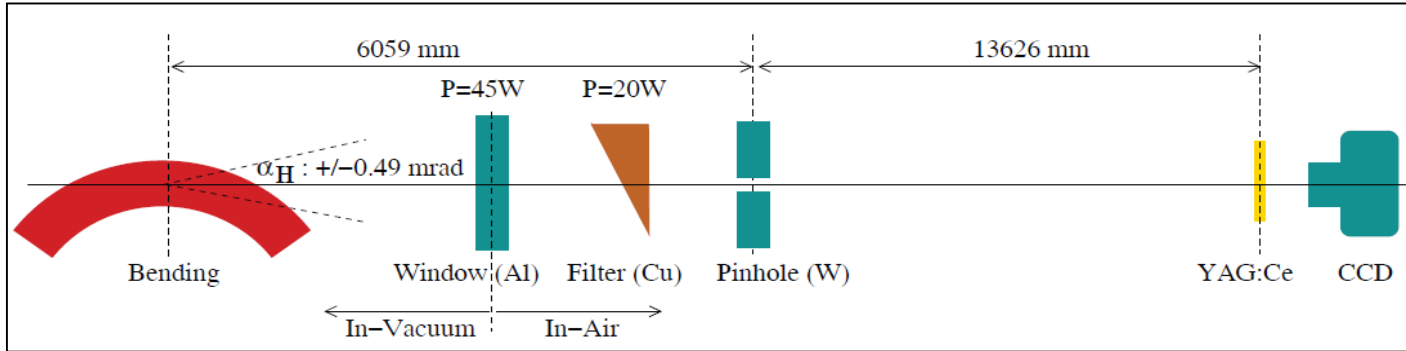 6059 mm
13626 mm
P=45W P=20W
αH : +/−0.49 mrad
Bending Window (Al) Filter (Cu) Pinhole (W) YAG:Ce CCD
In−Vacuum In−Air